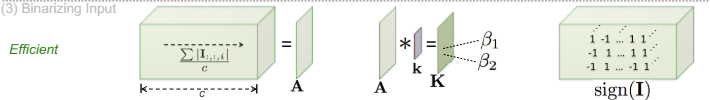 (3) Binarizing Input
Efficient
∑ |I:,:,i|
c
=
c
A
A
*
k
=
K
β1
β2
1 -1 ... 1 1
-1 1 ... 1 1
-1 1 ... -1 1
sign(I)